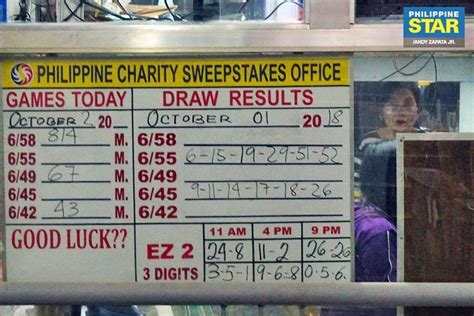 PHILIPPINE
STAR
JANDY ZAPATA JR.
PHILIPPINE CHARITY SWEEPSTAKES OFFICE
GAMES TODAY DRAW RESULTS
OCTOBER 2 20 OCTOBER 01 2018
6/58 814 M. 6/58
6/55 M. 6/55 6-15-19-29-51-52
6/49 67 M. 6/49
6/45 M. 6/45 9-11-14-17-18-26
6/42 43 M. 6/42
GOOD LUCK??
11 AM 4 PM 9 PM
EZ 2 24-8 11-2 26-26
3 DIGITS 3-5-1 9-6-8 0-5-6